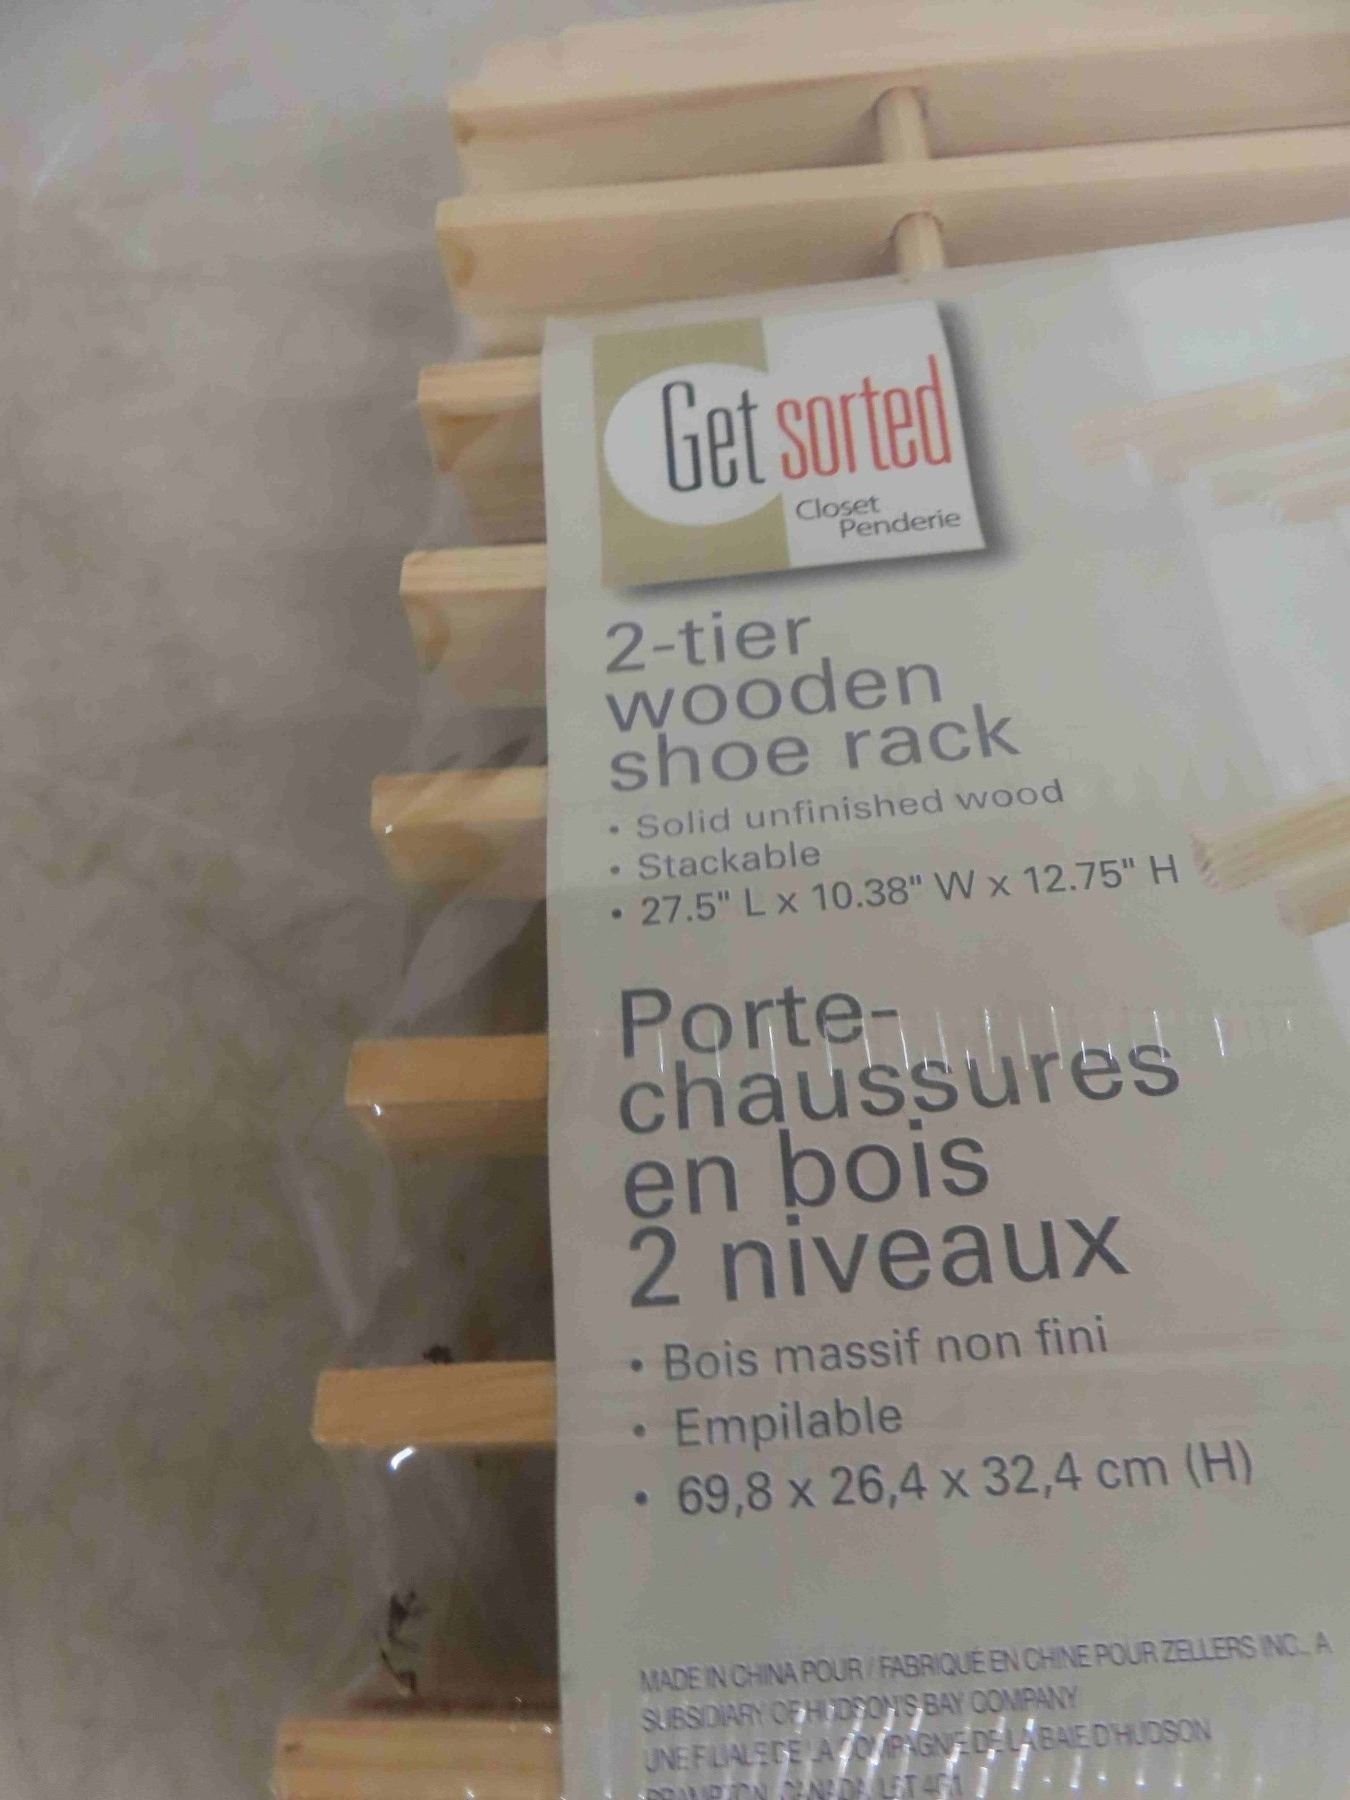 Get sorted
Closet
Penderie
2-tier
wooden
shoe rack
• Solid unfinished wood
• Stackable
• 27.5" L x 10.38" W x 12.75" H
Porte-
chaussures
en bois
2 niveaux
• Bois massif non fini
• Empilable
• 69,8 x 26,4 x 32,4 cm (H)
MADE IN CHINA POUR / FABRIQUÉ EN CHINE POUR ZELLERS INC., A
SUBSIDIARY OF HUDSON'S BAY COMPANY
UNE FILIALE DE LA COMPAGNIE DE LA BAIE D'HUDSON
BRAMPTON, CANADA